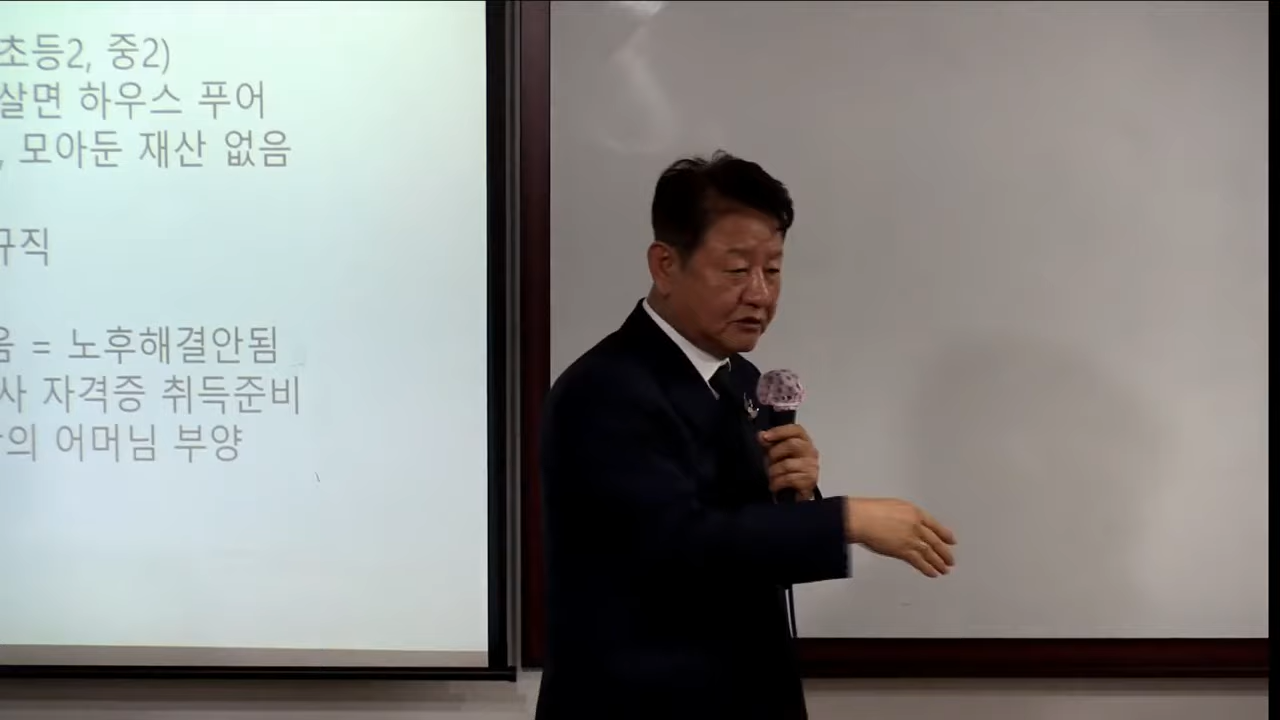 초등2, 중2)
살면 하우스 푸어
, 모아둔 재산 없음
규직
음 = 노후해결안됨
사 자격증 취득준비
의 어머님 부양